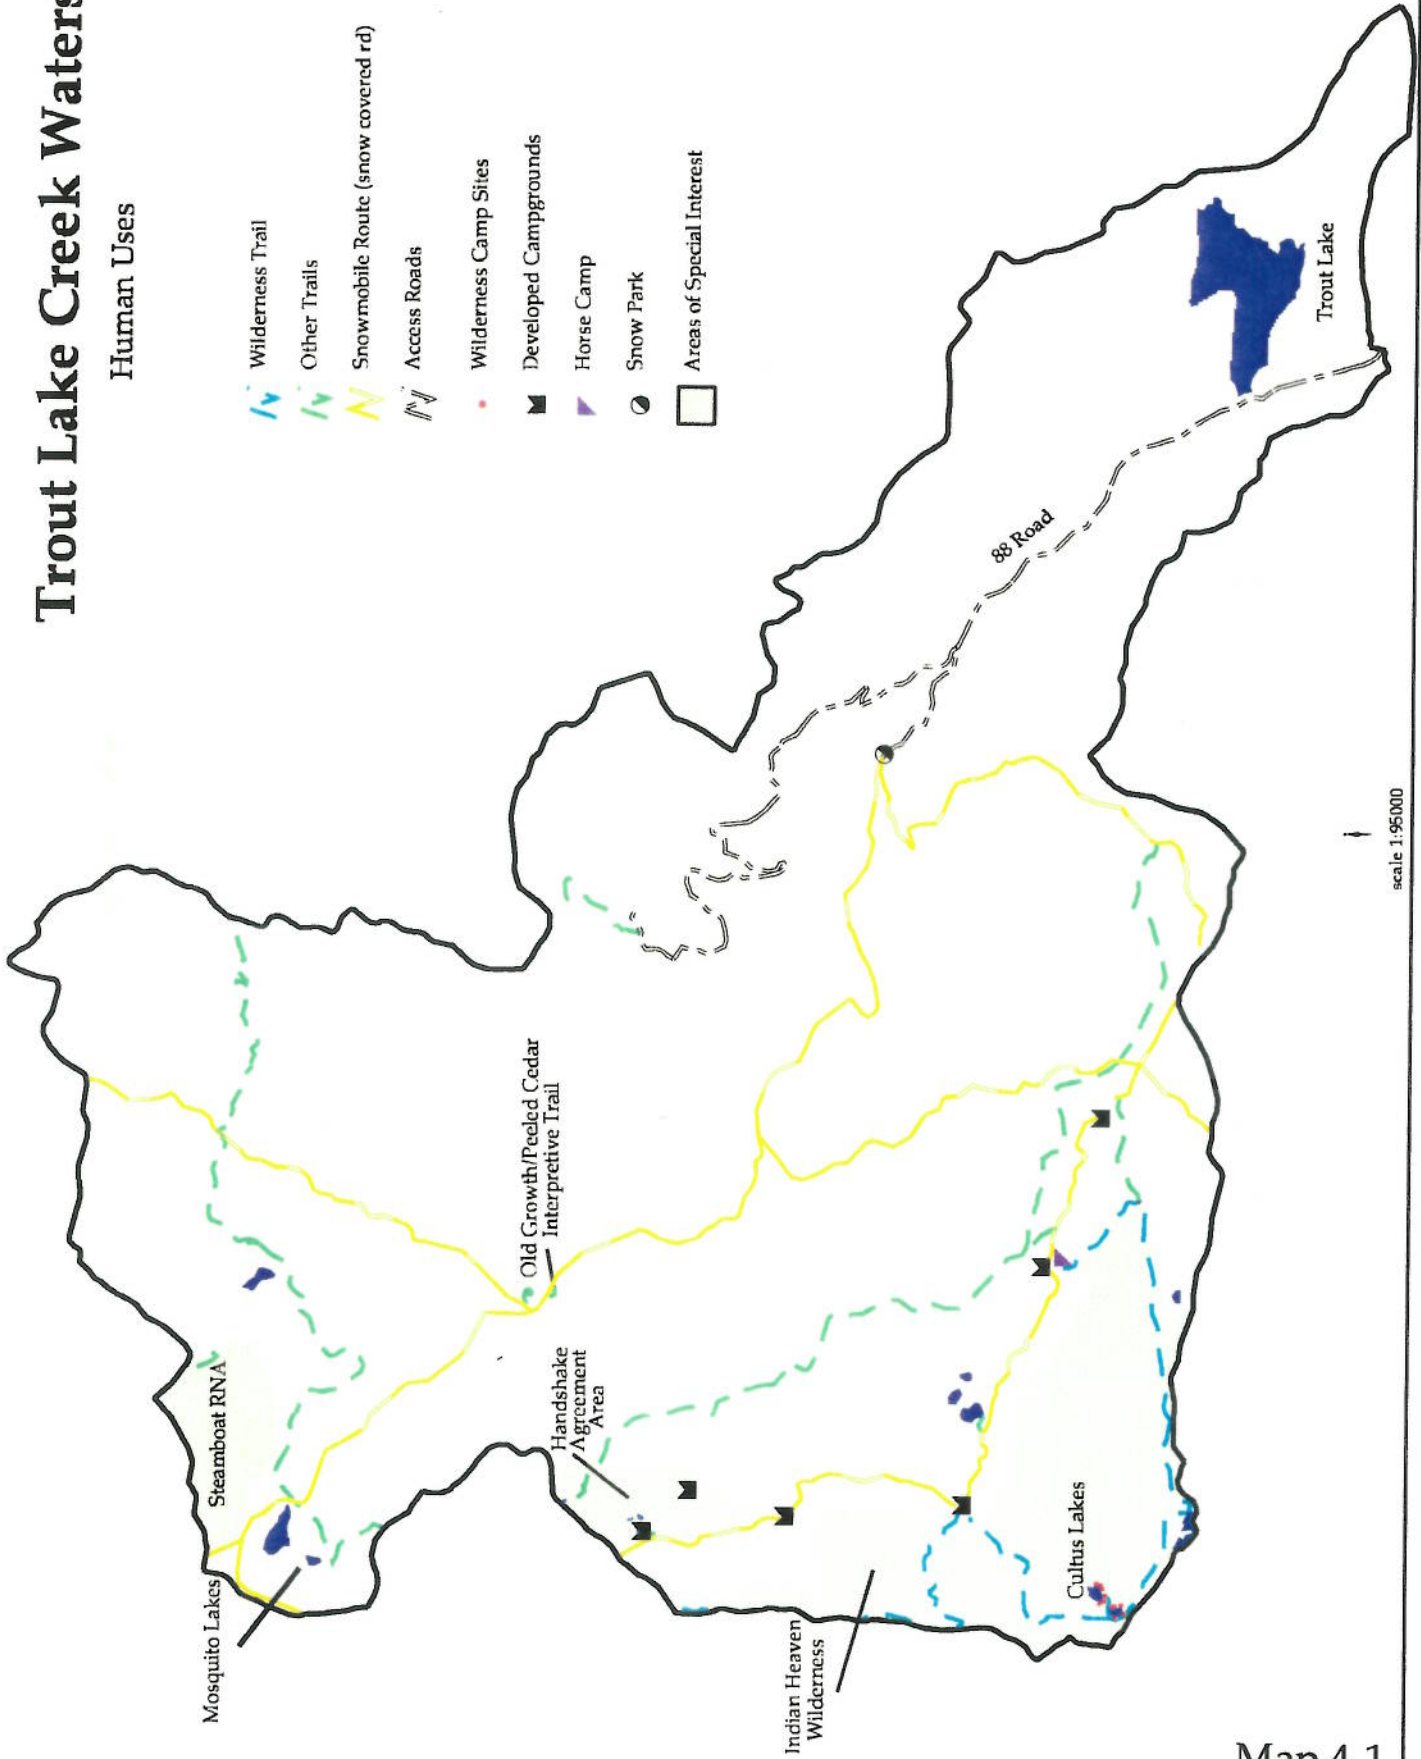 Trout Lake Creek
Human Uses
Wilderness Trail
Other Trails
Snowmobile Route (snow covered rd)
Access Roads
Wilderness Camp Sites
Developed Campgrounds
Horse Camp
Snow Park
Areas of Special Interest
Mosquito Lakes
Steamboat RNA
Old Growth/Peeled Cedar
Interpretive Trail
Handshake
Agreement
Area
Indian Heaven
Wilderness
Cultus Lakes
88 Road
Trout Lake
scale 1:95000
Map 4.1